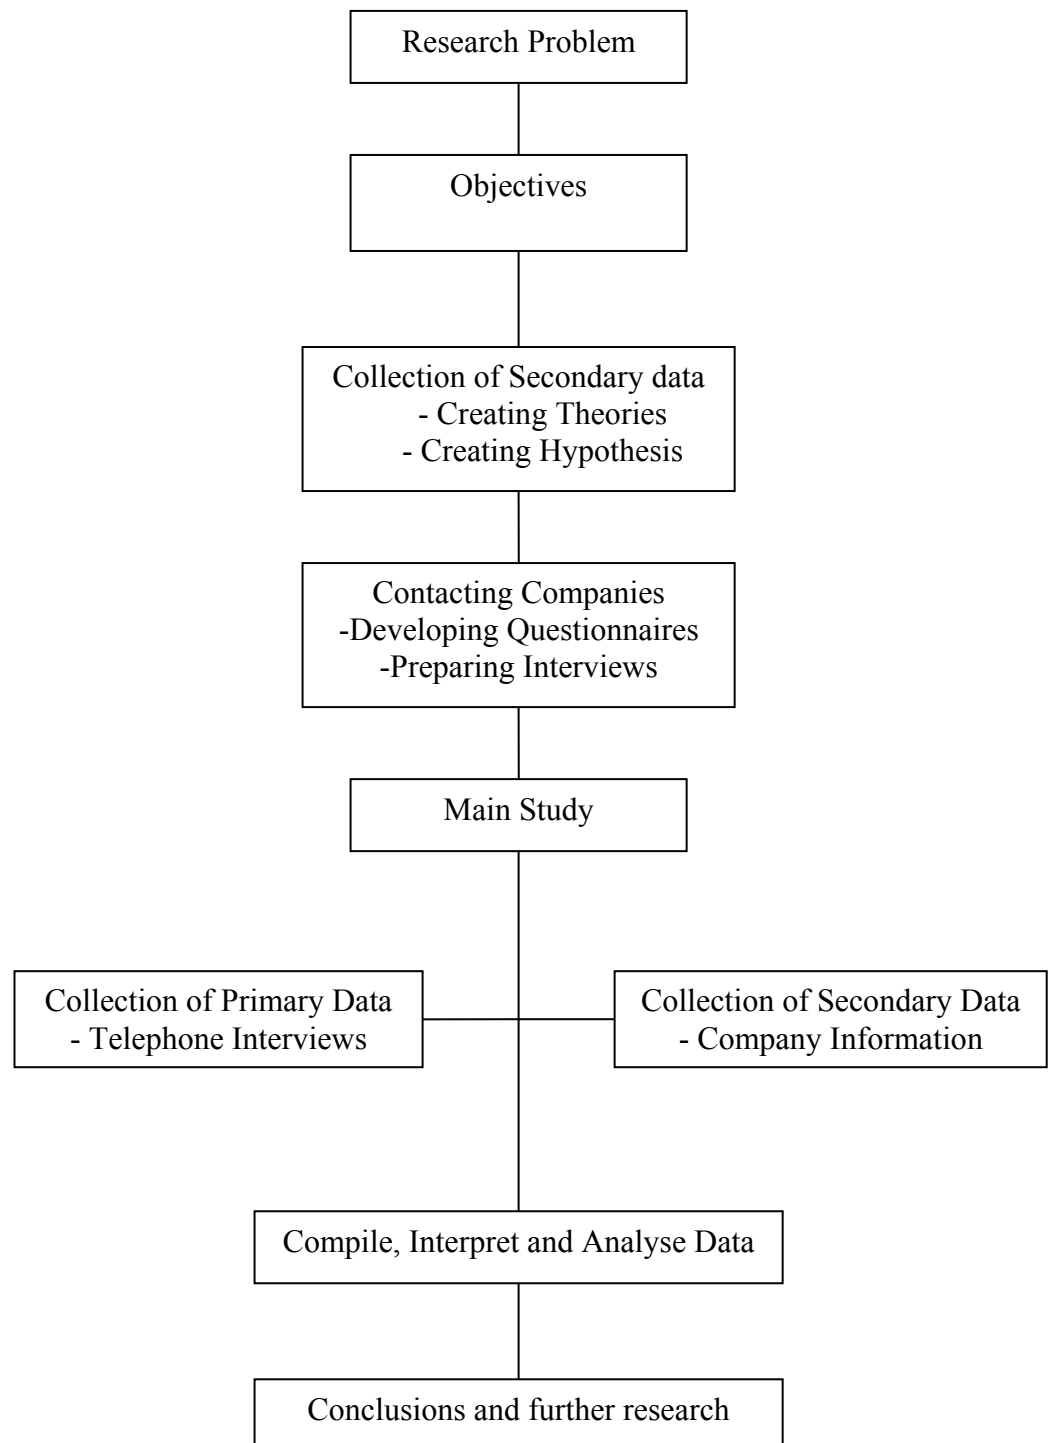 Research Problem
Objectives
Collection of Secondary data
- Creating Theories
- Creating Hypothesis
Contacting Companies
-Developing Questionnaires
-Preparing Interviews
Main Study
Collection of Primary Data
- Telephone Interviews
Collection of Secondary Data
- Company Information
Compile, Interpret and Analyse Data
Conclusions and further research